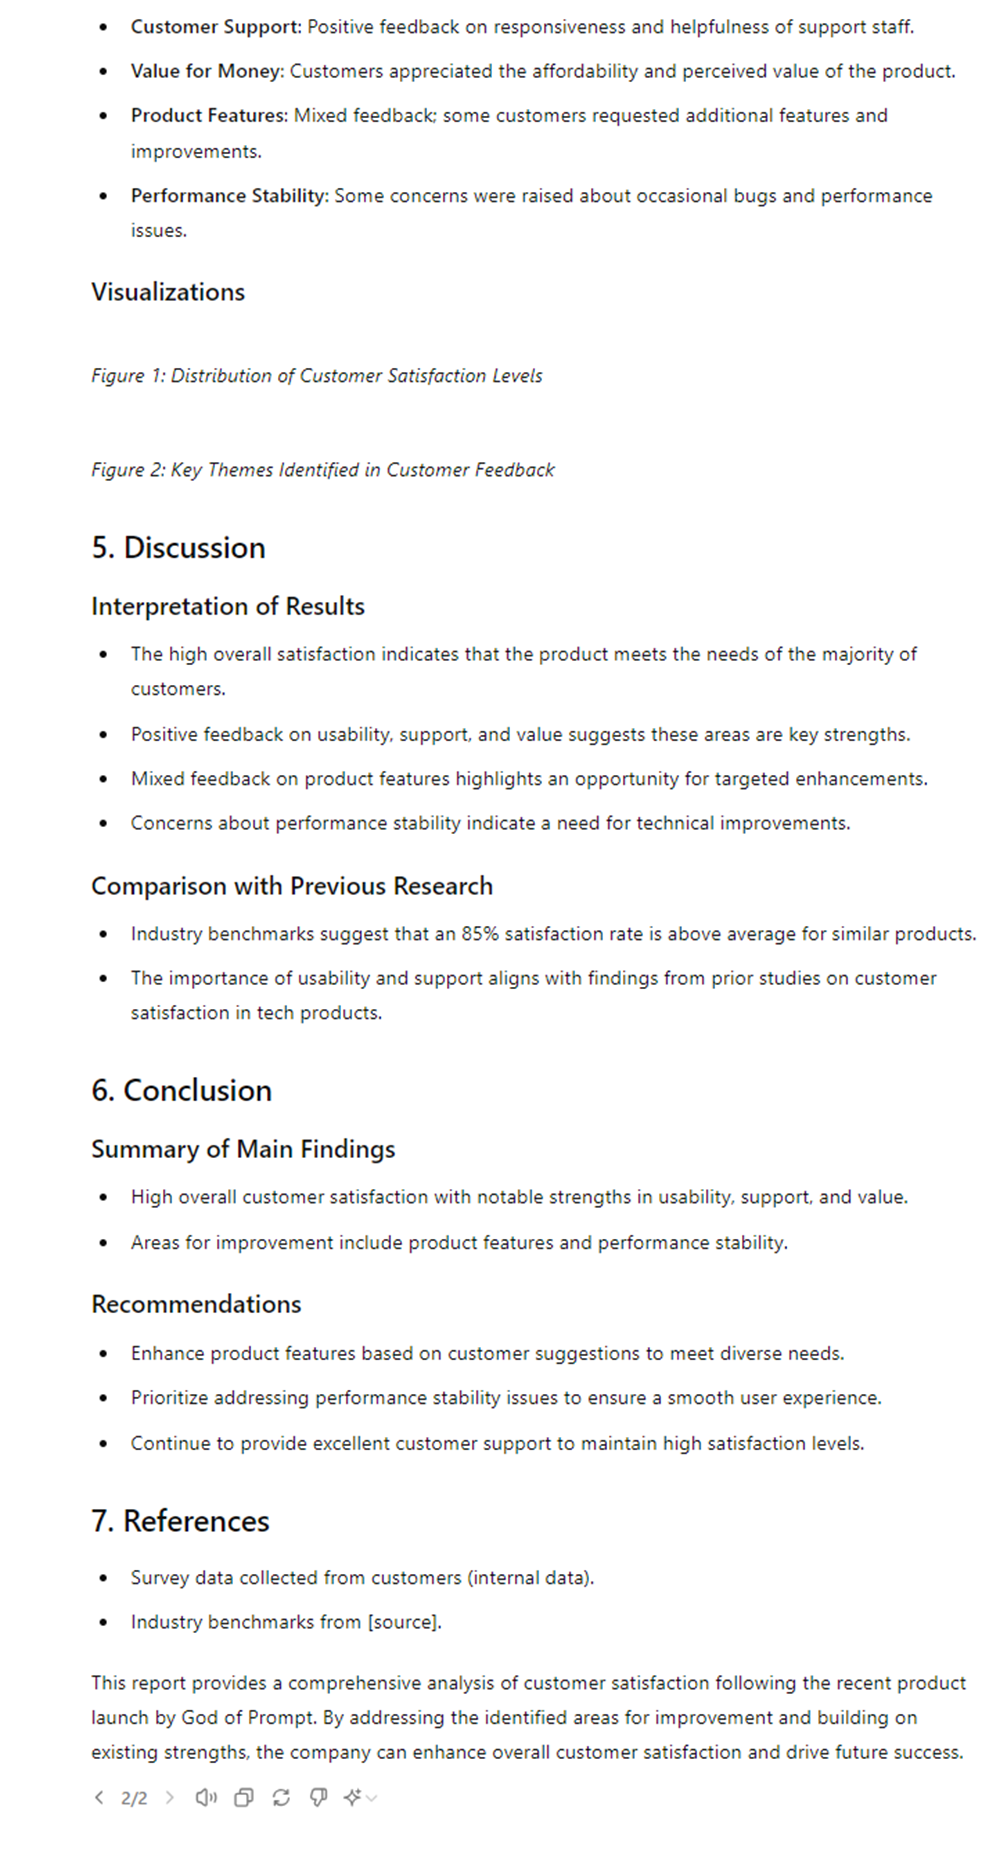 • Customer Support: Positive feedback on responsiveness and helpfulness of support staff.
• Value for Money: Customers appreciated the affordability and perceived value of the product.
• Product Features: Mixed feedback; some customers requested additional features and
improvements.
• Performance Stability: Some concerns were raised about occasional bugs and performance
issues.
Visualizations
Figure 1: Distribution of Customer Satisfaction Levels
Figure 2: Key Themes Identified in Customer Feedback
5. Discussion
Interpretation of Results
• The high overall satisfaction indicates that the product meets the needs of the majority of
customers.
• Positive feedback on usability, support, and value suggests these areas are key strengths.
• Mixed feedback on product features highlights an opportunity for targeted enhancements.
• Concerns about performance stability indicate a need for technical improvements.
Comparison with Previous Research
• Industry benchmarks suggest that an 85% satisfaction rate is above average for similar products.
• The importance of usability and support aligns with findings from prior studies on customer
satisfaction in tech products.
6. Conclusion
Summary of Main Findings
• High overall customer satisfaction with notable strengths in usability, support, and value.
• Areas for improvement include product features and performance stability.
Recommendations
• Enhance product features based on customer suggestions to meet diverse needs.
• Prioritize addressing performance stability issues to ensure a smooth user experience.
• Continue to provide excellent customer support to maintain high satisfaction levels.
7. References
• Survey data collected from customers (internal data).
• Industry benchmarks from [source].
This report provides a comprehensive analysis of customer satisfaction following the recent product
launch by God of Prompt. By addressing the identified areas for improvement and building on
existing strengths, the company can enhance overall customer satisfaction and drive future success.
2/2